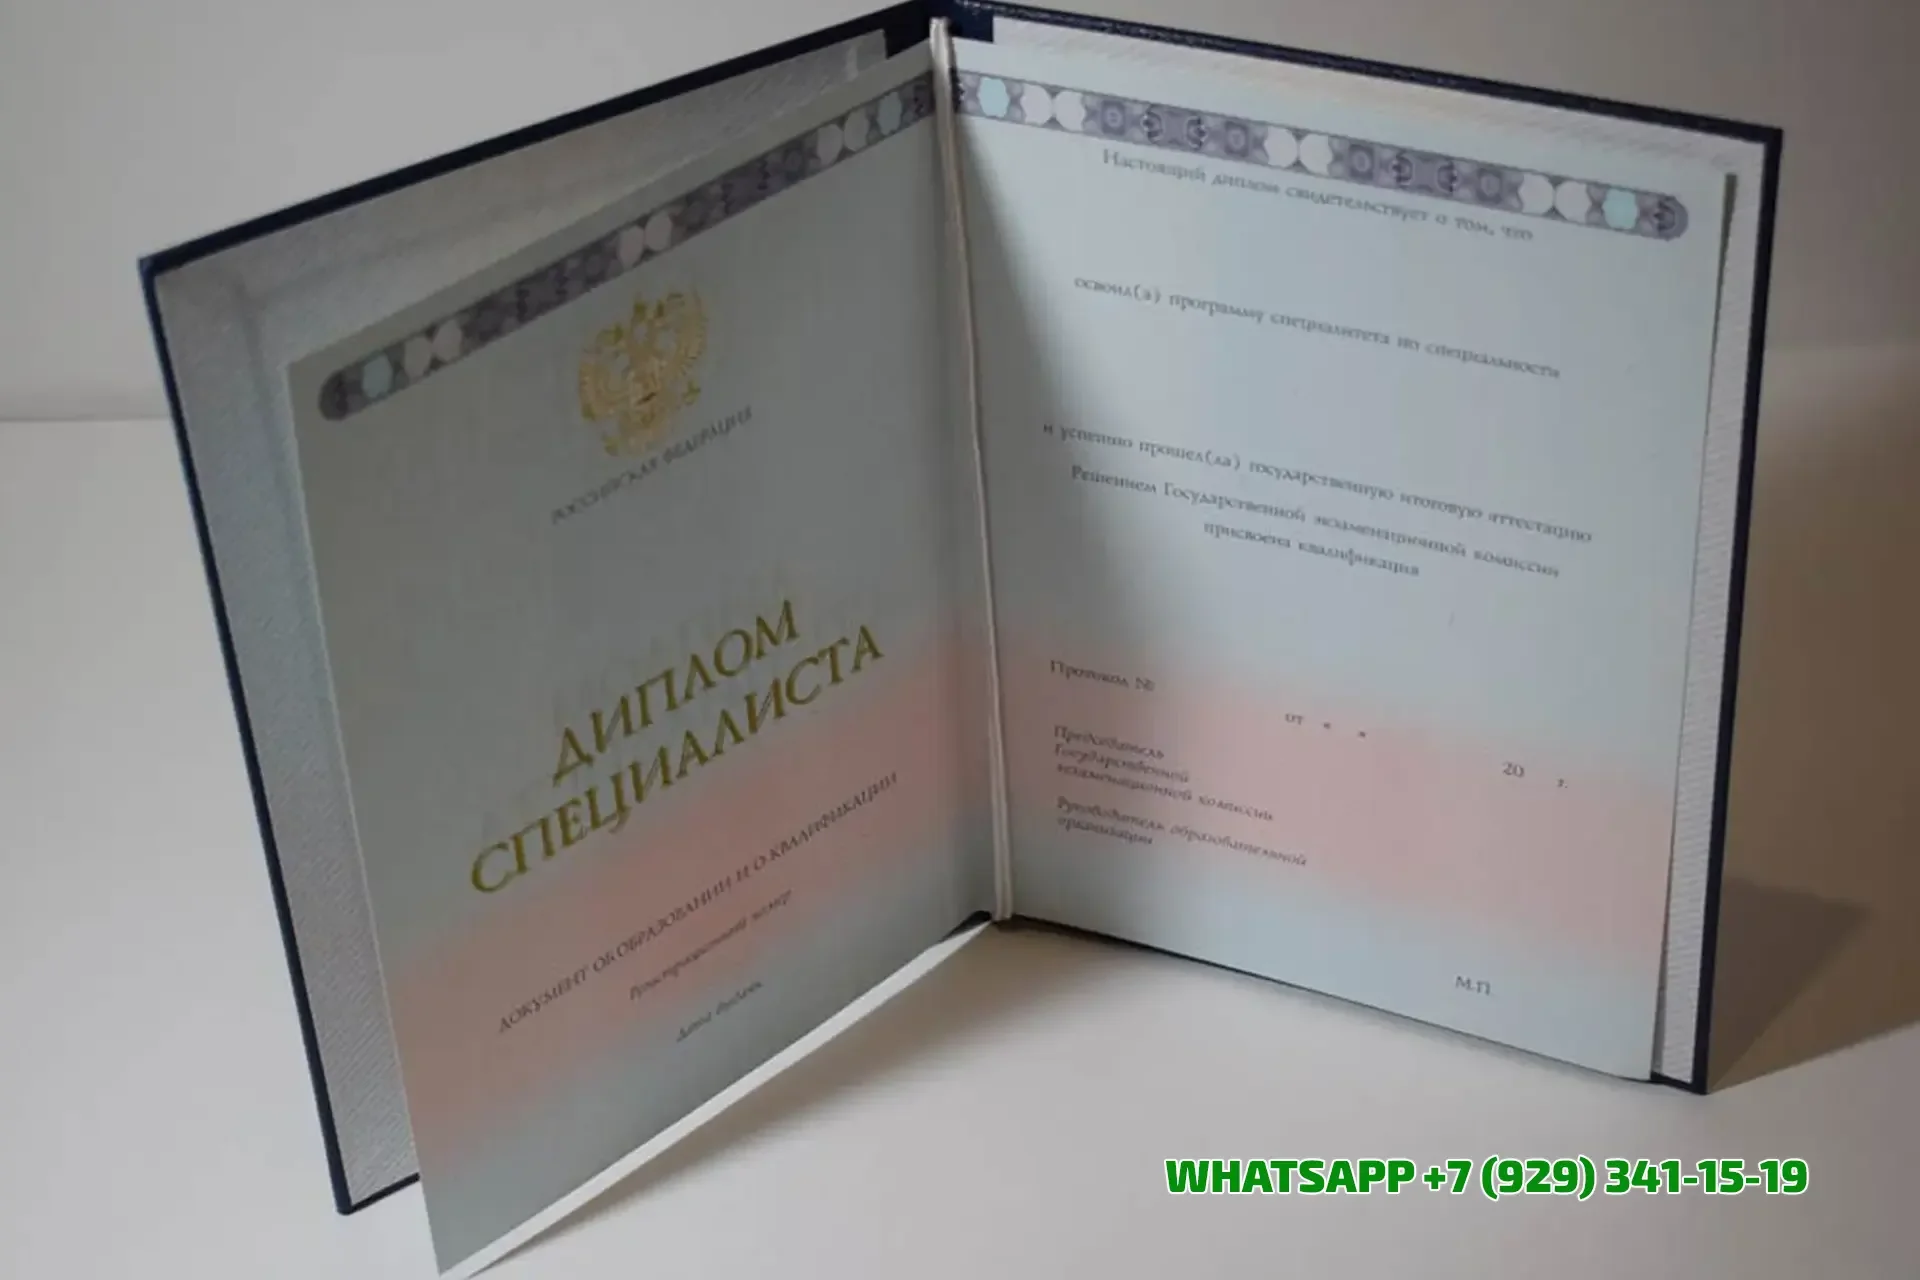 РОССИЙСКАЯ ФЕДЕРАЦИЯ
ДИПЛОМ
СПЕЦИАЛИСТА
ДОКУМЕНТ ОБ ОБРАЗОВАНИИ И О КВАЛИФИКАЦИИ
Регистрационный номер
Дата выдачи
Настоящий диплом свидетельствует о том, что
освоил(а) программу специалитета по специальности
и успешно прошел(ла) государственную итоговую аттестацию
Решением Государственной экзаменационной комиссии
присвоена квалификация
Протокол №
от « »
20 г.
Председатель
Государственной
экзаменационной комиссии
Руководитель образовательной
организации
М.П.
WHATSAPP +7 (929) 341-15-19